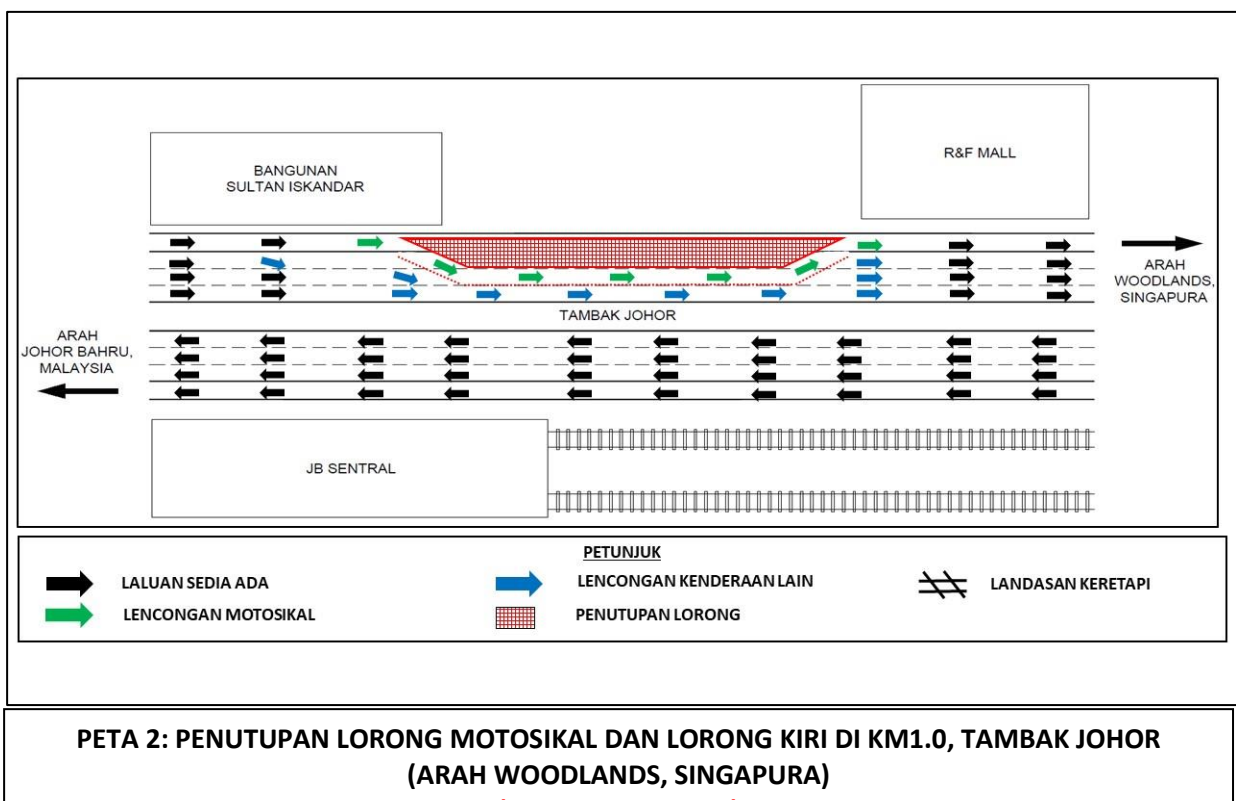 BANGUNAN
SULTAN ISKANDAR
R&F MALL
ARAH
WOODLANDS,
SINGAPURA
TAMBAK JOHOR
ARAH
JOHOR BAHRU,
MALAYSIA
JB SENTRAL
PETUNJUK
LALUAN SEDIA ADA
LENCONGAN KENDERAAN LAIN
LANDASAN KERETAPI
LENCONGAN MOTOSIKAL
PENUTUPAN LORONG
PETA 2: PENUTUPAN LORONG MOTOSIKAL DAN LORONG KIRI DI KM1.0, TAMBAK JOHOR
(ARAH WOODLANDS, SINGAPURA)